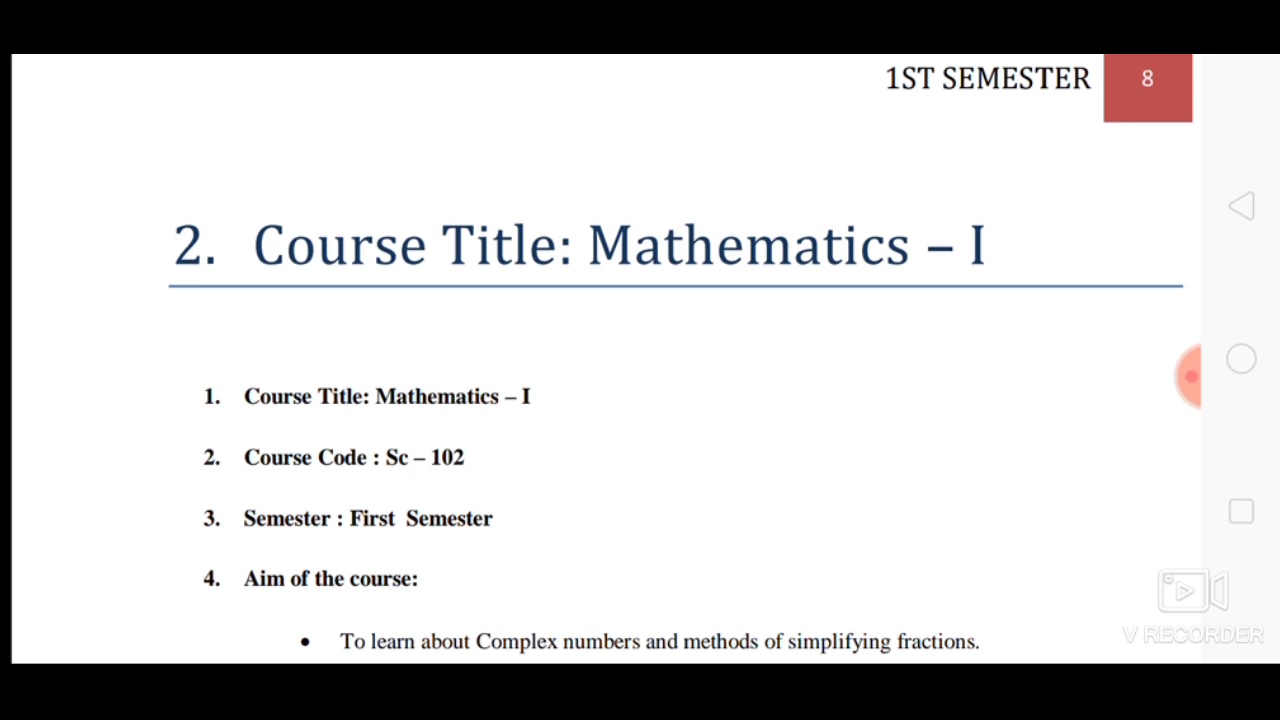 1ST SEMESTER 8
2. Course Title: Mathematics – I
1. Course Title: Mathematics – I
2. Course Code : Sc – 102
3. Semester : First Semester
4. Aim of the course:
• To learn about Complex numbers and methods of simplifying fractions.
V RECORDER